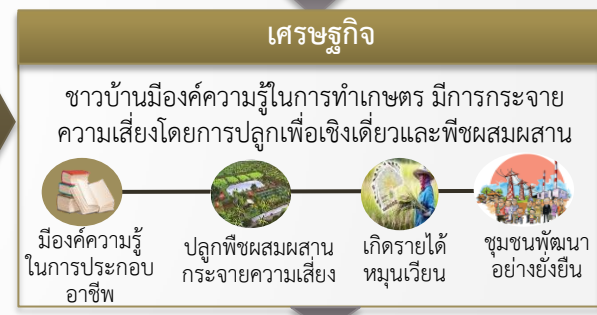 เศรษฐกิจ
ชาวบ้านมีองค์ความรู้ในการทำเกษตร มีการกระจาย
ความเสี่ยงโดยการปลูกเพื่อเชิงเดี่ยวและพืชผสมผสาน
มีองค์ความรู้
ในการประกอบ
อาชีพ
ปลูกพืชผสมผสาน
กระจายความเสี่ยง
เกิดรายได้
หมุนเวียน
ชุมชนพัฒนา
อย่างยั่งยืน